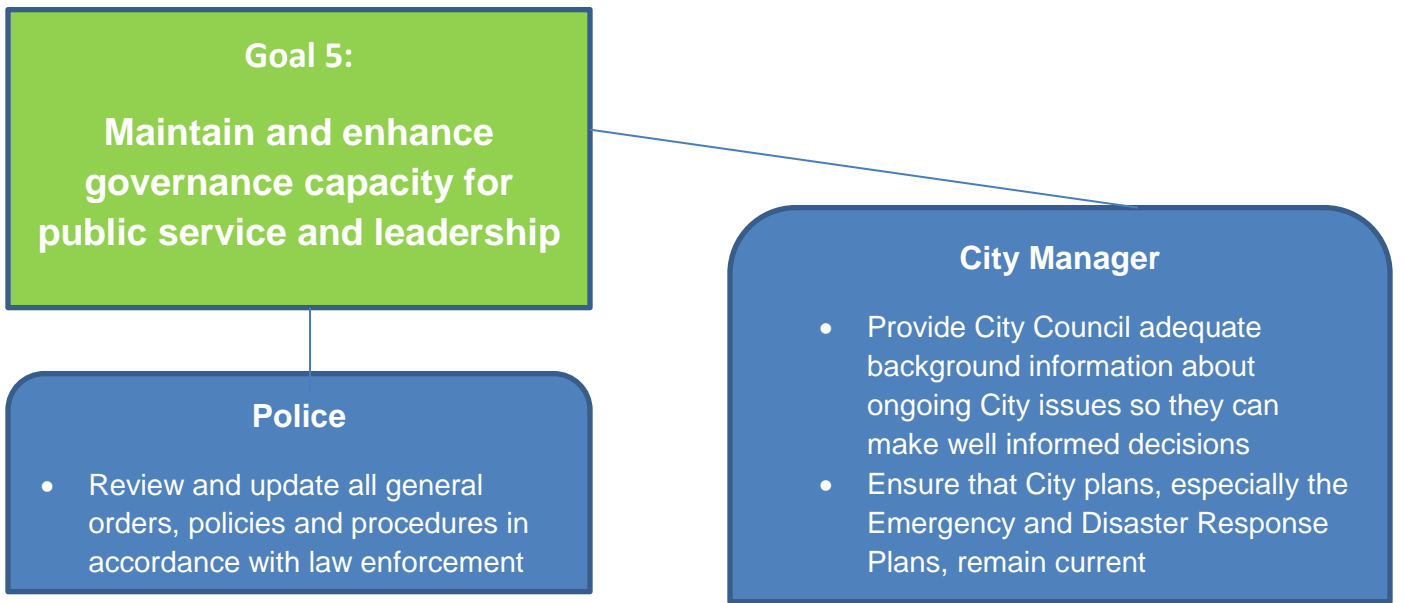 Goal 5:
Maintain and enhance
governance capacity for
public service and leadership
Police
• Review and update all general
orders, policies and procedures in
accordance with law enforcement
City Manager
• Provide City Council adequate
background information about
ongoing City issues so they can
make well informed decisions
• Ensure that City plans, especially the
Emergency and Disaster Response
Plans, remain current